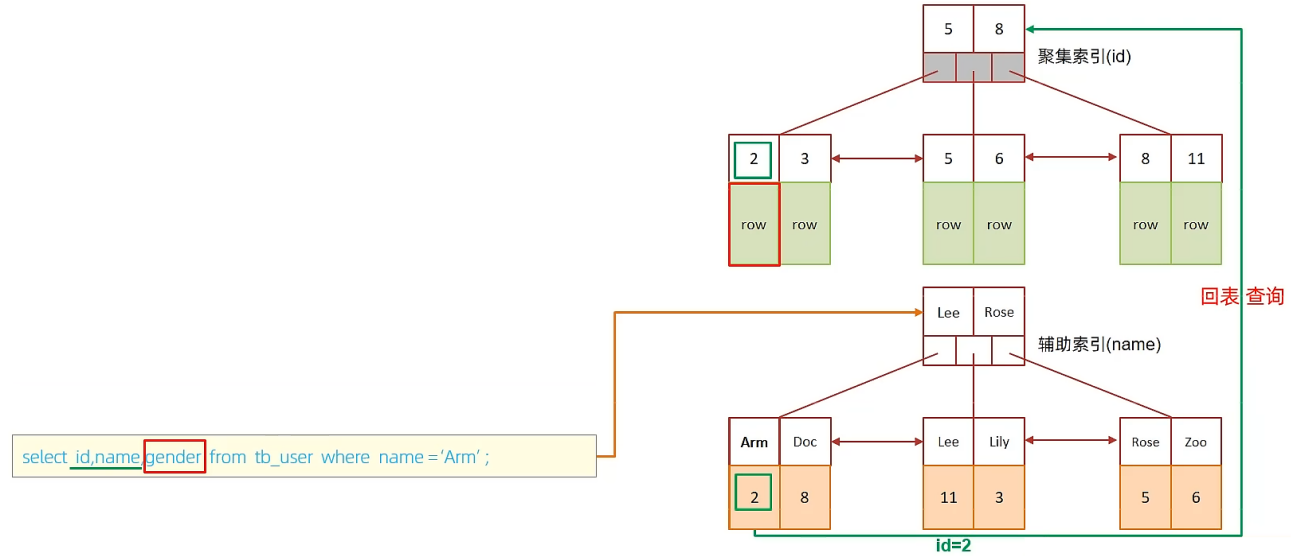 5 8
聚集索引(id)
2 3 5 6 8 11
row row row row row row
回表 查询
Lee Rose
辅助索引(name)
Arm Doc Lee Lily Rose Zoo
select id,name,gender from tb_user where name =‘Arm’ ;
2 8 11 3 5 6
id=2